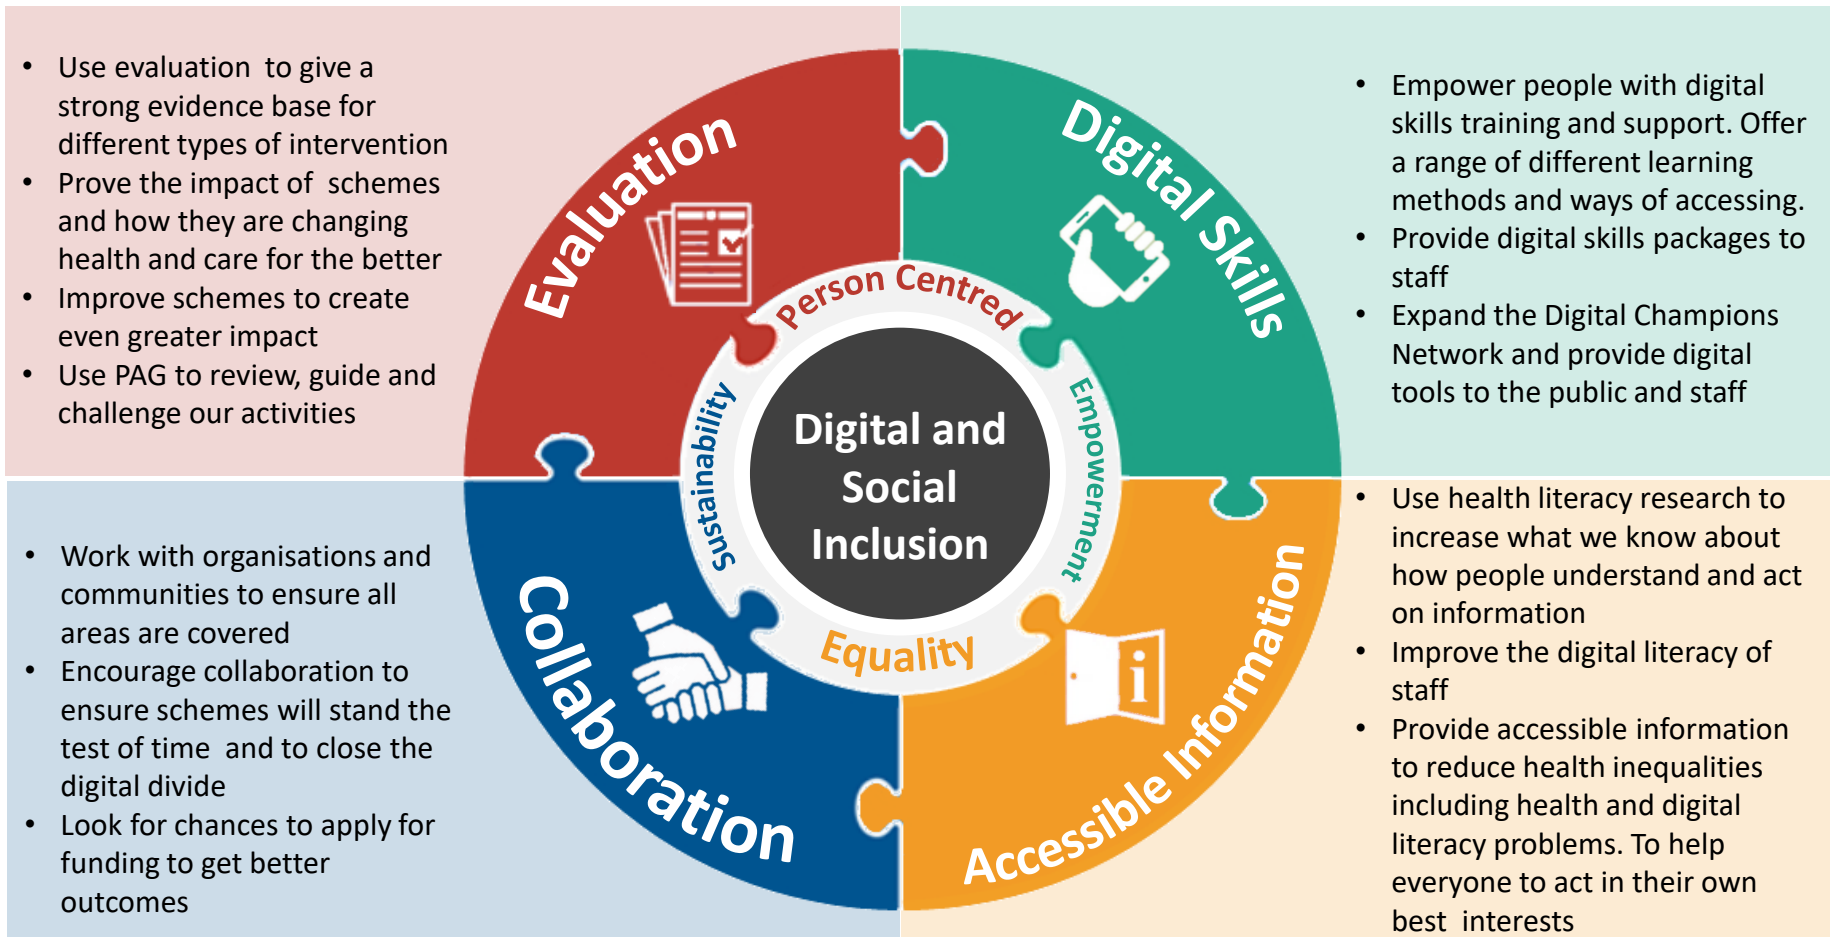 • Use evaluation to give a
strong evidence base for
different types of intervention
• Prove the impact of schemes
and how they are changing
health and care for the better
• Improve schemes to create
even greater impact
• Use PAG to review, guide and
challenge our activities
• Empower people with digital
skills training and support. Offer
a range of different learning
methods and ways of accessing.
• Provide digital skills packages to
staff
• Expand the Digital Champions
Network and provide digital
tools to the public and staff
Evaluation
Digital Skills
Person Centred
Sustainability
Empowerment
Digital and
Social
Inclusion
Equality
Collaboration
Accessible Information
i
• Work with organisations and
communities to ensure all
areas are covered
• Encourage collaboration to
ensure schemes will stand the
test of time and to close the
digital divide
• Look for chances to apply for
funding to get better
outcomes
• Use health literacy research to
increase what we know about
how people understand and act
on information
• Improve the digital literacy of
staff
• Provide accessible information
to reduce health inequalities
including health and digital
literacy problems. To help
everyone to act in their own
best interests